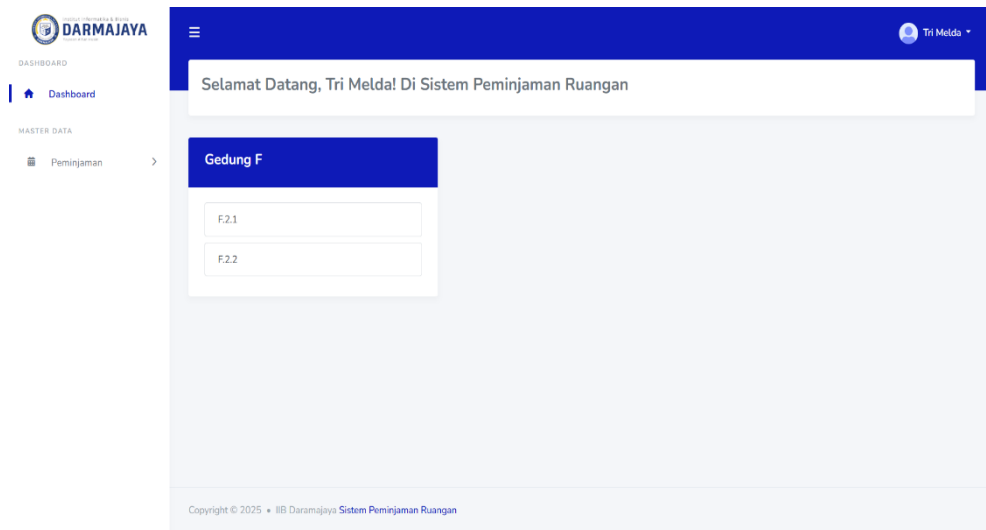 DARMAJAYA
DASHBOARD
Dashboard
MASTER DATA
Peminjaman
Tri Melda
Selamat Datang, Tri Melda! Di Sistem Peminjaman Ruangan
Gedung F
F.2.1
F.2.2
Copyright © 2025 • IIB Daramajaya Sistem Peminjaman Ruangan